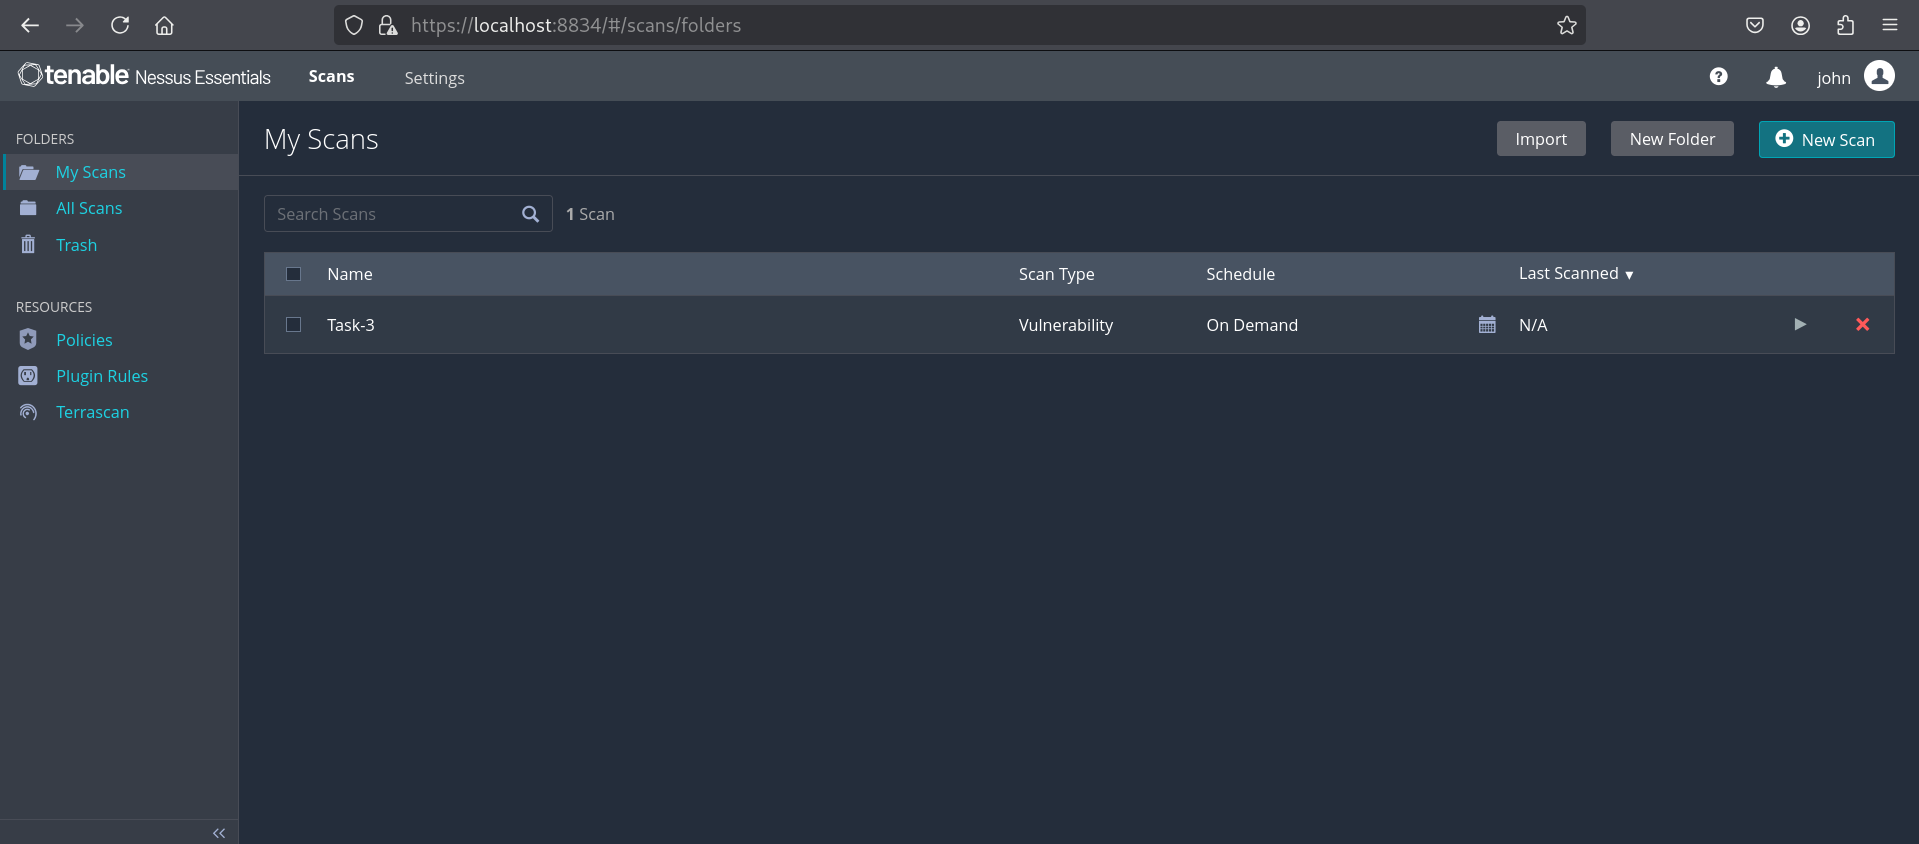 https://localhost:8834/#/scans/folders
tenable Nessus Essentials Scans Settings john
FOLDERS
My Scans
All Scans
Trash
RESOURCES
Policies
Plugin Rules
Terrascan
My Scans Import New Folder New Scan
Search Scans 1 Scan
Name Scan Type Schedule Last Scanned ▼
Task-3 Vulnerability On Demand N/A